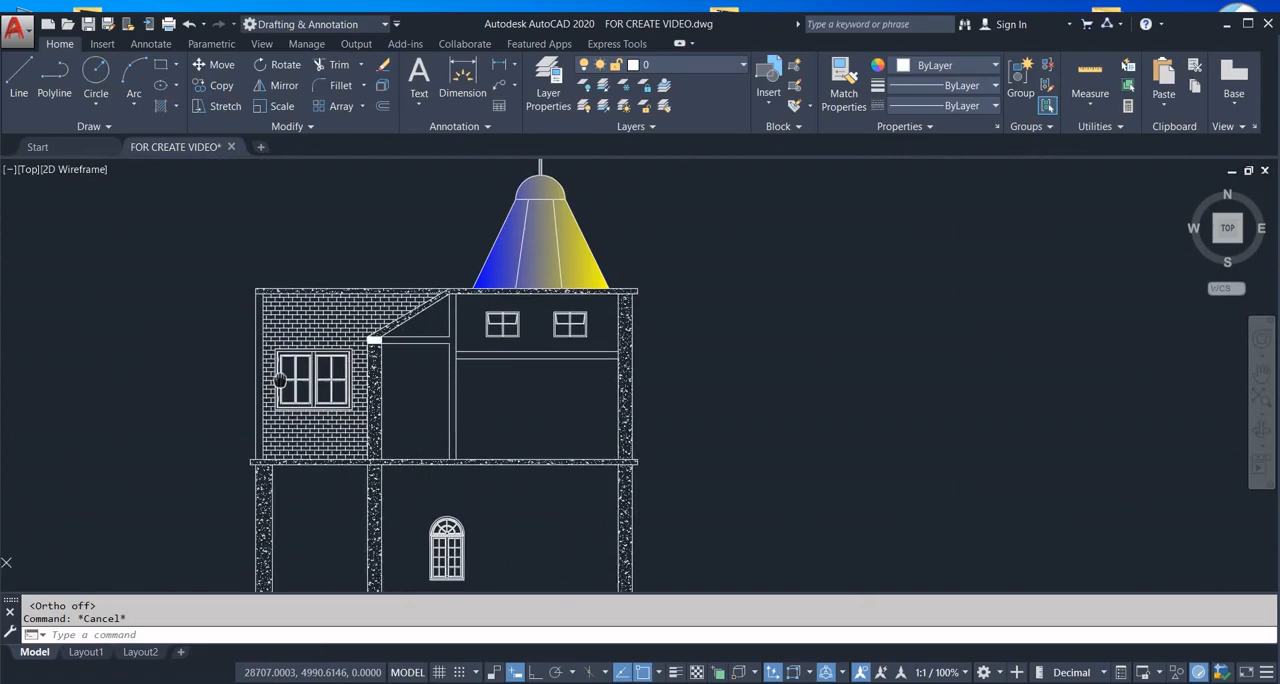 Drafting & Annotation
Autodesk AutoCAD 2020 FOR CREATE VIDEO.dwg
Type a keyword or phrase
Sign In
Home Insert Annotate Parametric View Manage Output Add-ins Collaborate Featured Apps Express Tools
Line
Polyline
Circle
Arc
Draw
Move
Copy
Stretch
Rotate
Mirror
Scale
Trim
Fillet
Array
Modify
Text
Dimension
Annotation
Layer
Properties
0
Layers
Insert
Block
Match
Properties
ByLayer
ByLayer
ByLayer
Properties
Group
Groups
Measure
Utilities
Paste
Clipboard
Base
View
Start
FOR CREATE VIDEO*
[−][Top][2D Wireframe]
N
W
TOP
E
S
WCS
<Ortho off>
Command: *Cancel*
Type a command
Model Layout1 Layout2
28707.0003, 4990.6146, 0.0000 MODEL
1:1 / 100%
Decimal